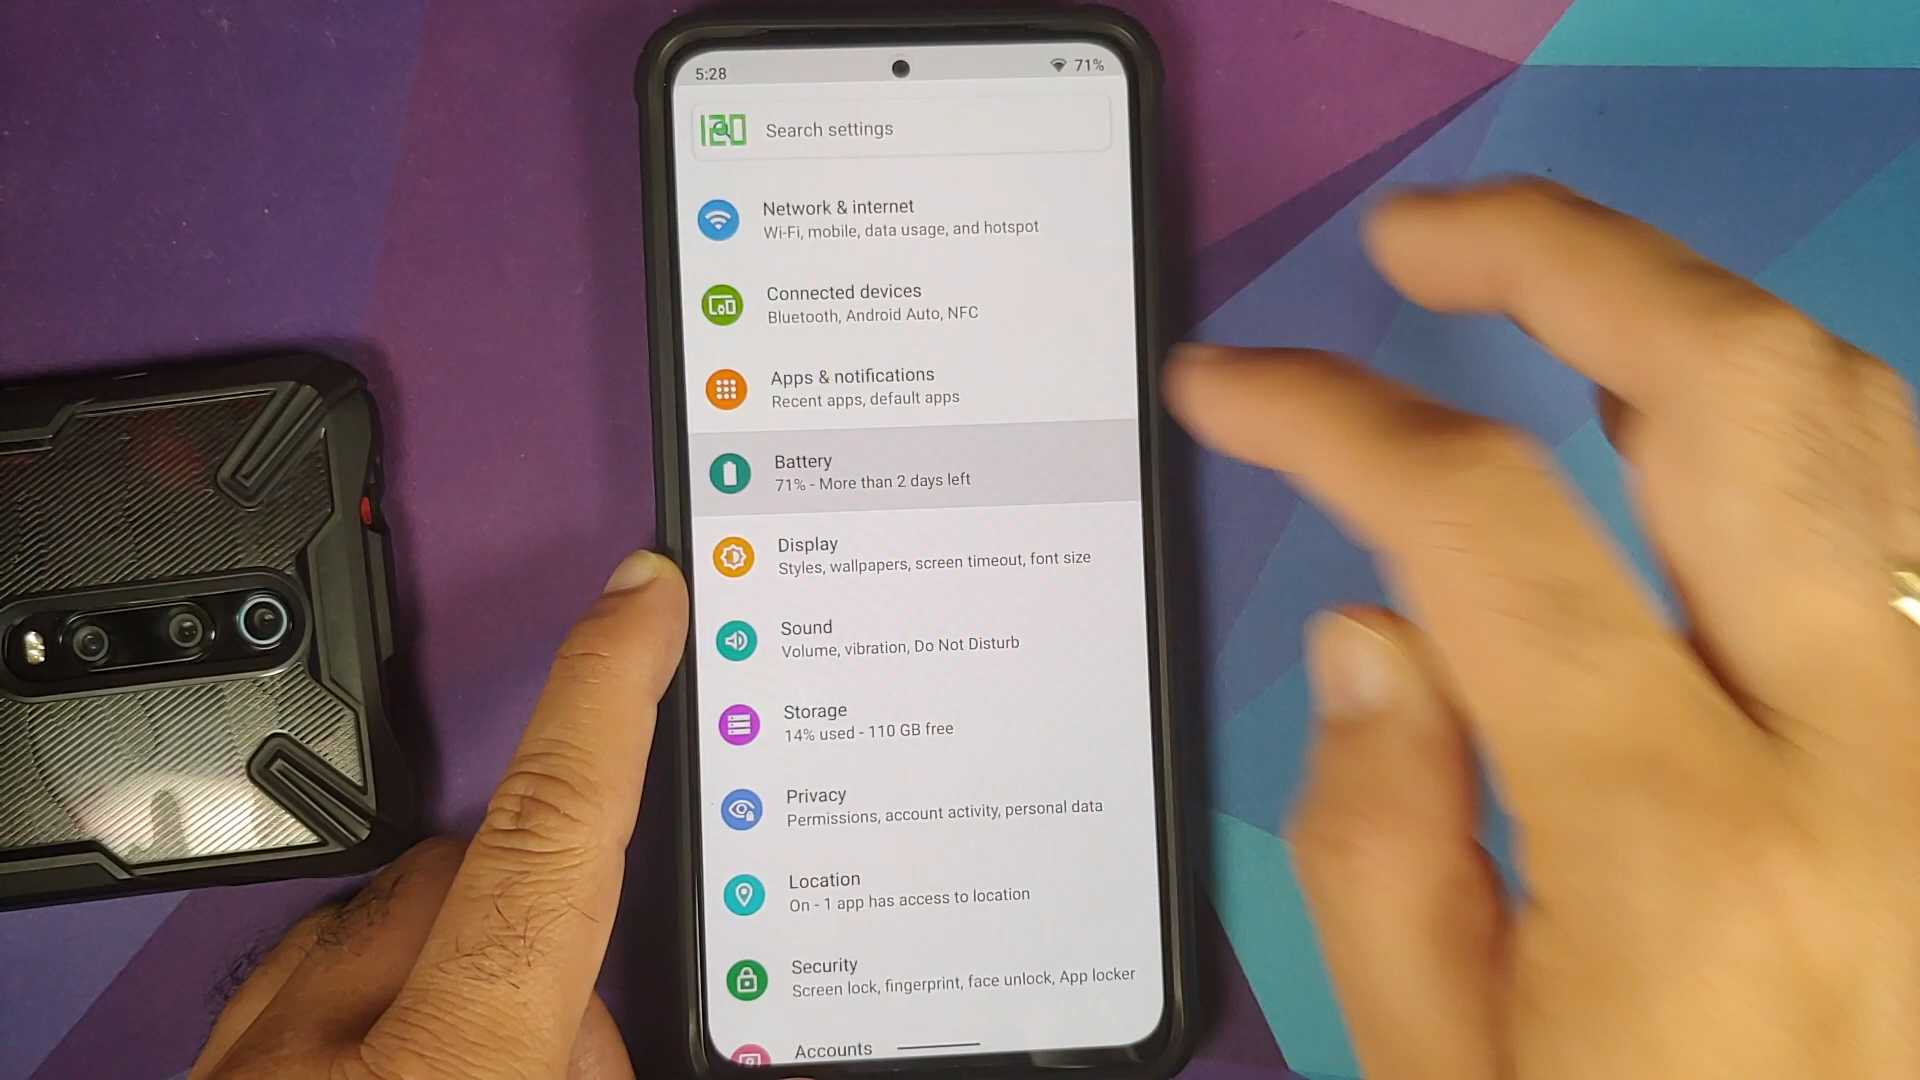 5:28
71%
120
Search settings
Network & internet
Wi-Fi, mobile, data usage, and hotspot
Connected devices
Bluetooth, Android Auto, NFC
Apps & notifications
Recent apps, default apps
Battery
71% - More than 2 days left
Display
Styles, wallpapers, screen timeout, font size
Sound
Volume, vibration, Do Not Disturb
Storage
14% used - 110 GB free
Privacy
Permissions, account activity, personal data
Location
On - 1 app has access to location
Security
Screen lock, fingerprint, face unlock, App locker
Accounts